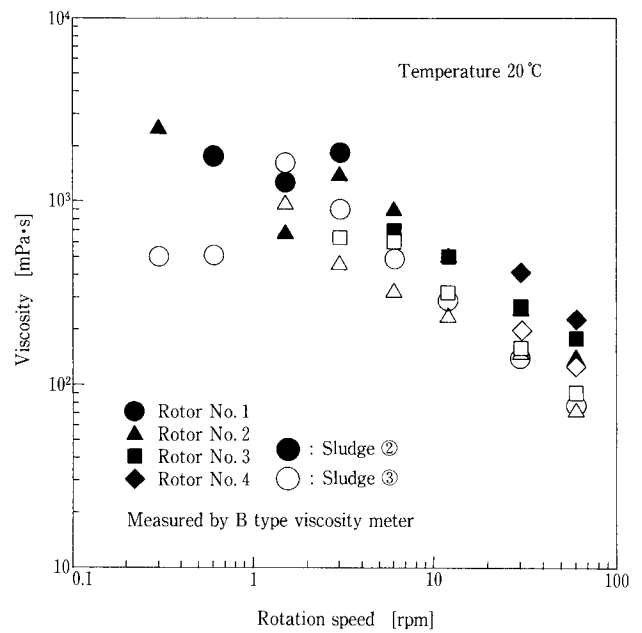 10⁴
Temperature 20℃
10³
Viscosity [mPa·s]
10²
Rotor No. 1
Rotor No. 2
Rotor No. 3
: Sludge ②
Rotor No. 4
: Sludge ③
Measured by B type viscosity meter
10
0.1
1
10
100
Rotation speed [rpm]